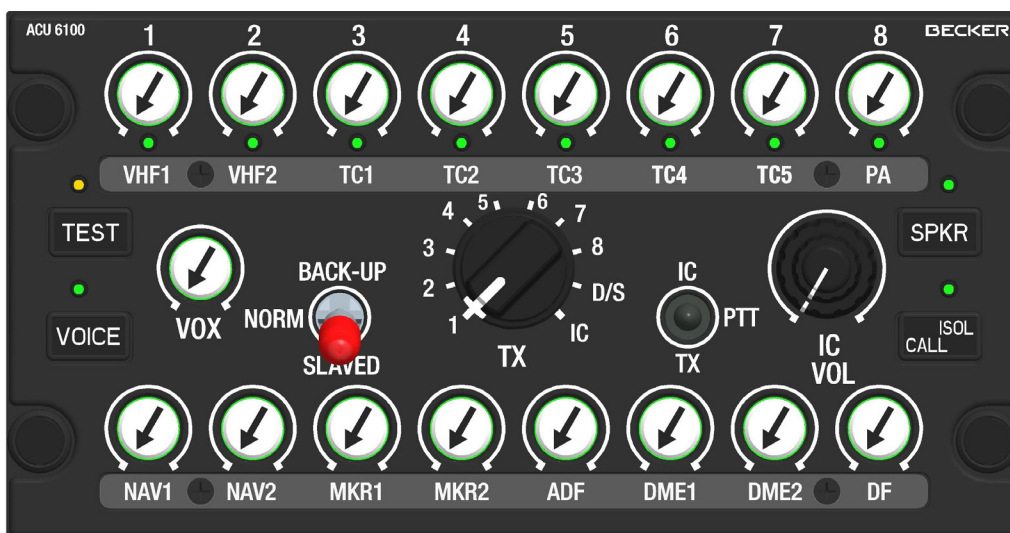 ACU 6100 1 2 3 4 5 6 7 8 BECKER
VHF1 VHF2 TC1 TC2 TC3 TC4 TC5 PA
TEST
VOICE
VOX
BACK-UP
NORM
SLAVED
1 2 3 4 5 6 7 8 D/S IC
TX
IC
PTT
TX
IC
VOL
SPKR
ISOL
CALL
NAV1 NAV2 MKR1 MKR2 ADF DME1 DME2 DF